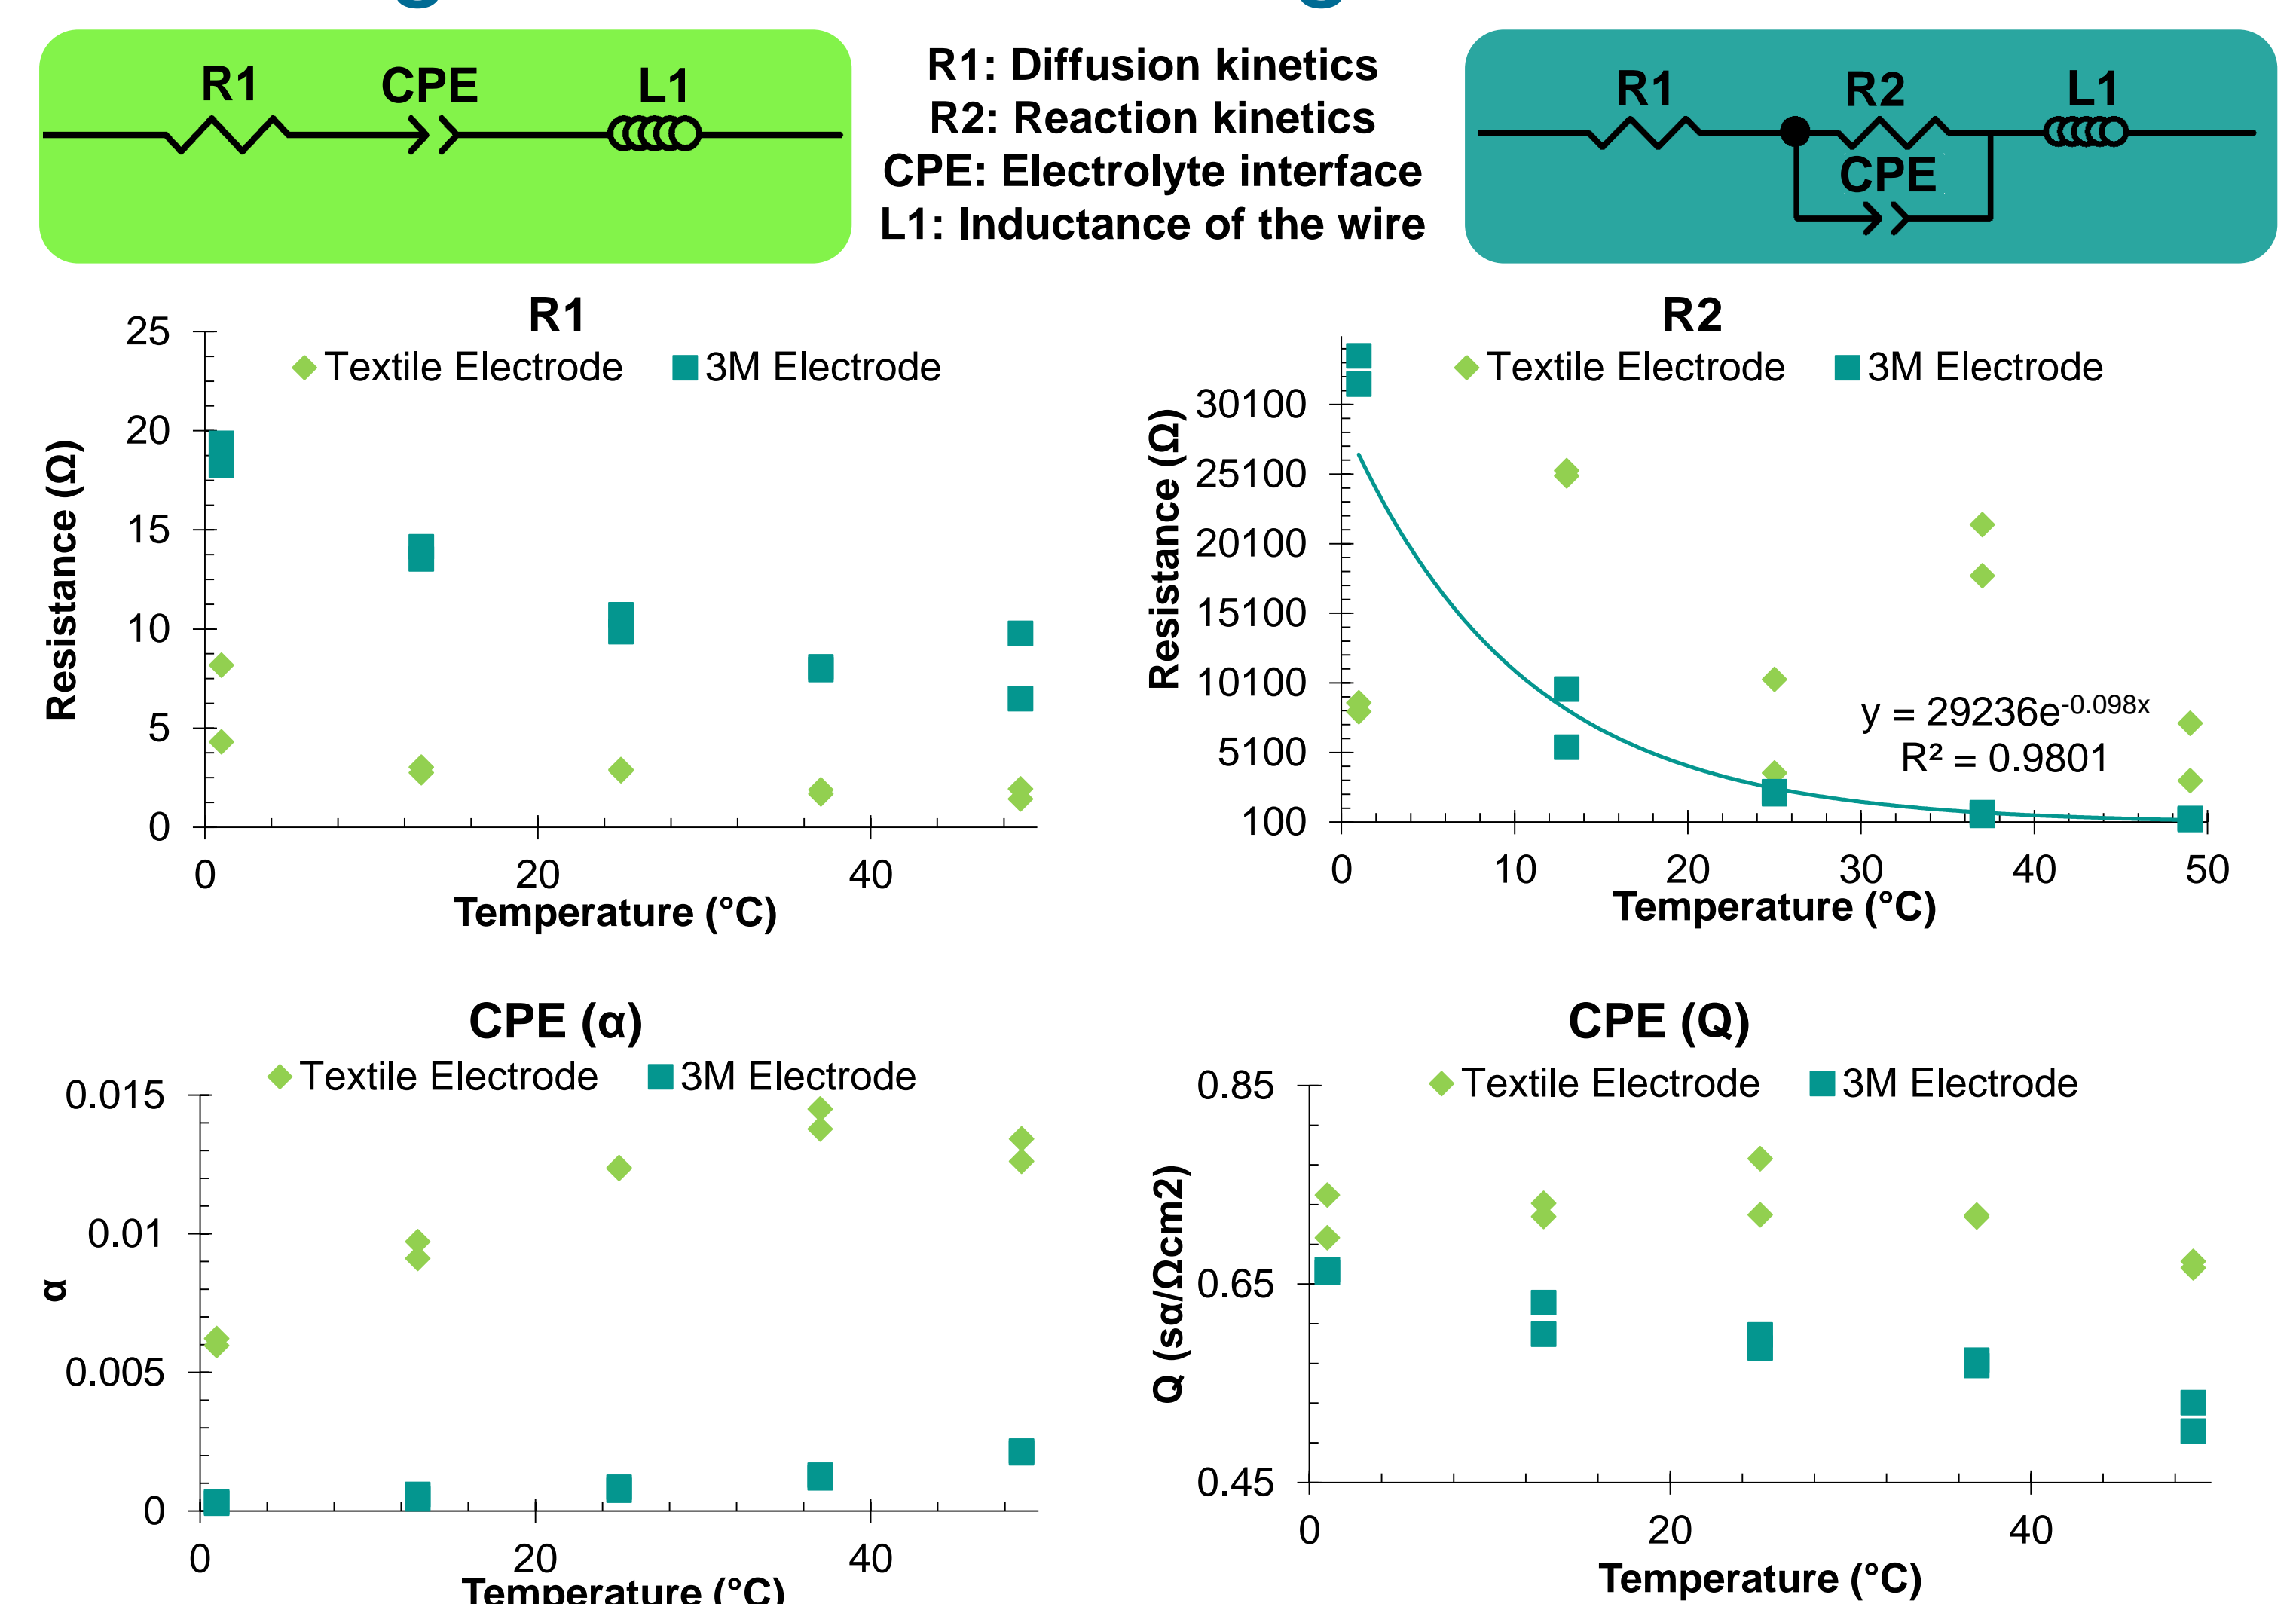 R1 CPE L1
R1: Diffusion kinetics
R2: Reaction kinetics
CPE: Electrolyte interface
L1: Inductance of the wire
R1 R2 L1
CPE
R1
Textile Electrode 3M Electrode
25
20
15
10
5
0
Resistance (Ω)
0 20 40
Temperature (°C)
R2
Textile Electrode 3M Electrode
30100
25100
20100
15100
10100
5100
100
Resistance (Ω)
y = 29236e^-0.098x
R² = 0.9801
0 10 20 30 40 50
Temperature (°C)
CPE (α)
Textile Electrode 3M Electrode
0.015
0.01
0.005
0
α
0 20 40
Temperature (°C)
CPE (Q)
Textile Electrode 3M Electrode
0.85
0.65
0.45
Q (sα/Ωcm2)
0 20 40
Temperature (°C)